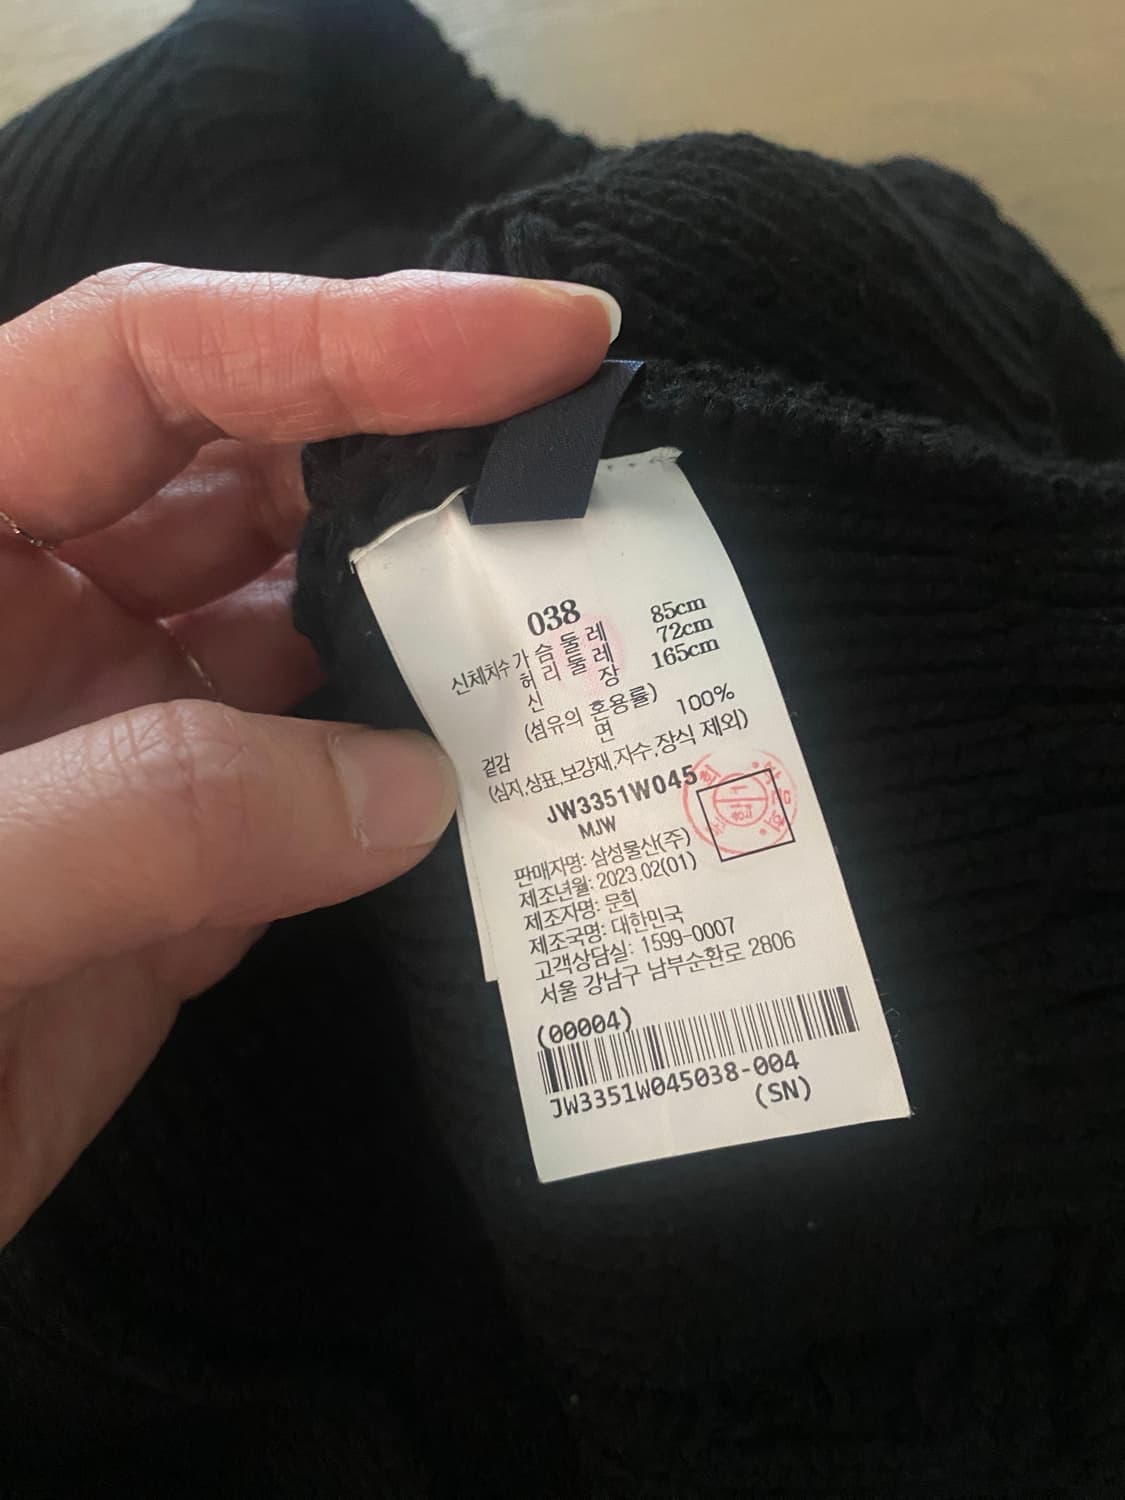 038
신체치수 가슴둘레 85cm
허리둘레 72cm
신장 165cm
(섬유의 혼용률)
겉감 면 100%
(심지,상표,보강재,자수,장식 제외)
JW3351W045
MJW
판매자명: 삼성물산(주)
제조년월: 2023.02(01)
제조자명: 문희
제조국명: 대한민국
고객상담실: 1599-0007
서울 강남구 남부순환로 2806
(00004)
JW3351W045038-004
(SN)